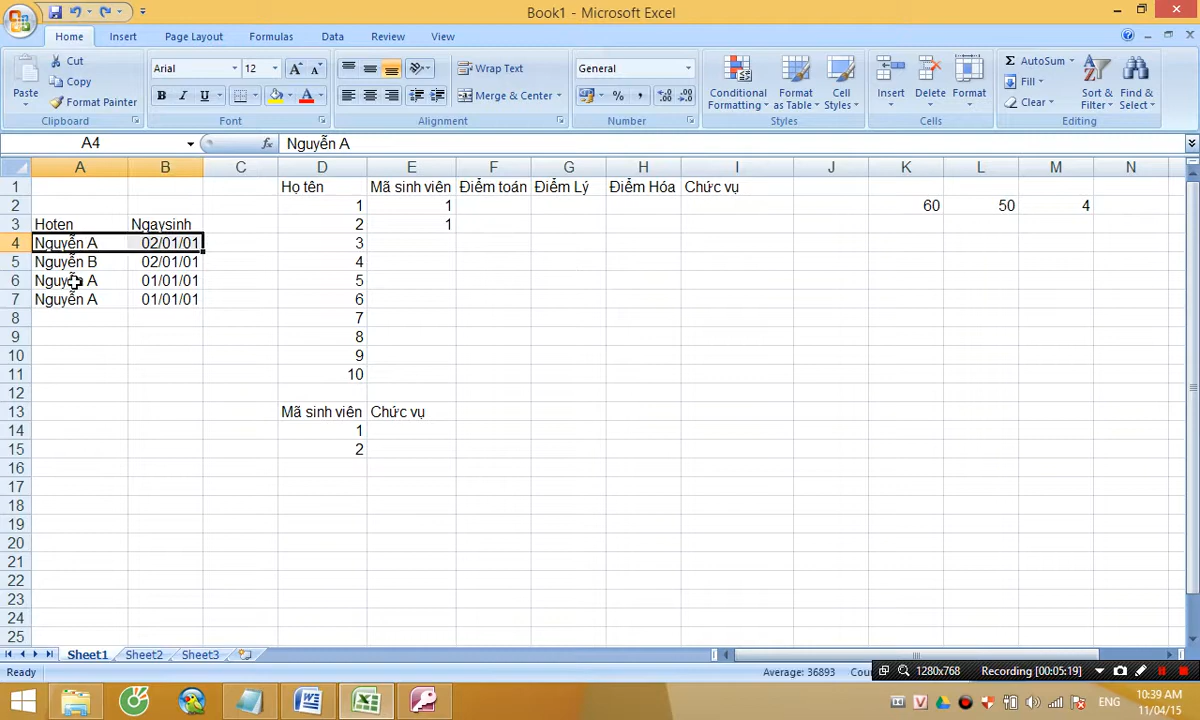 Book1 - Microsoft Excel
Home Insert Page Layout Formulas Data Review View
Paste Cut Copy Format Painter
Clipboard
Arial 12
B I U
Font
Wrap Text
Merge & Center
Alignment
General
Number
Conditional Formatting Format as Table Cell Styles
Styles
Insert Delete Format
Cells
AutoSum Fill Clear Sort & Filter Find & Select
Editing
A4 fx Nguyễn A
A B C D E F G H I J K L M N
1 Họ tên Mã sinh viên Điểm toán Điểm Lý Điểm Hóa Chức vụ
2 1 1 60 50 4
3 Hoten Ngaysinh 2 1
4 Nguyễn A 02/01/01 3
5 Nguyễn B 02/01/01 4
6 Nguyễn A 01/01/01 5
7 Nguyễn A 01/01/01 6
8 7
9 8
10 9
11 10
12
13 Mã sinh viên Chức vụ
14 1
15 2
16
17
18
19
20
21
22
23
24
25
Sheet1 Sheet2 Sheet3
Ready Average: 36893 1280x768 Recording [00:05:19]
ENG 10:39 AM
11/04/15